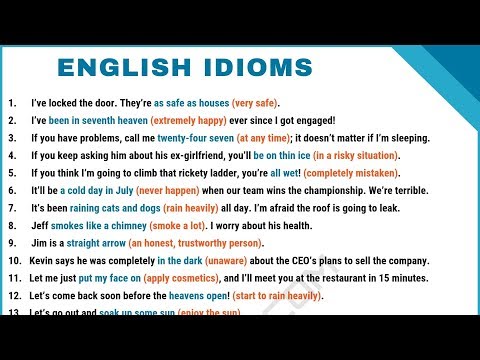 ENGLISH IDIOMS
1. I’ve locked the door. They’re as safe as houses (very safe).
2. I’ve been in seventh heaven (extremely happy) ever since I got engaged!
3. If you have problems, call me twenty-four seven (at any time); it doesn’t matter if I’m sleeping.
4. If you keep asking him about his ex-girlfriend, you’ll be on thin ice (in a risky situation).
5. If you think I’m going to climb that rickety ladder, you’re all wet! (completely mistaken).
6. It’ll be a cold day in July (never happen) when our team wins the championship. We’re terrible.
7. It’s been raining cats and dogs (rain heavily) all day. I’m afraid the roof is going to leak.
8. Jeff smokes like a chimney (smoke a lot). I worry about his health.
9. Jim is a straight arrow (an honest, trustworthy person).
10. Kevin says he was completely in the dark (unaware) about the CEO’s plans to sell the company.
11. Let me just put my face on (apply cosmetics), and I’ll meet you at the restaurant in 15 minutes.
12. Let’s come back soon before the heavens open! (start to rain heavily).
13. Let’s go out and soak up some sun (enjoy the sun).